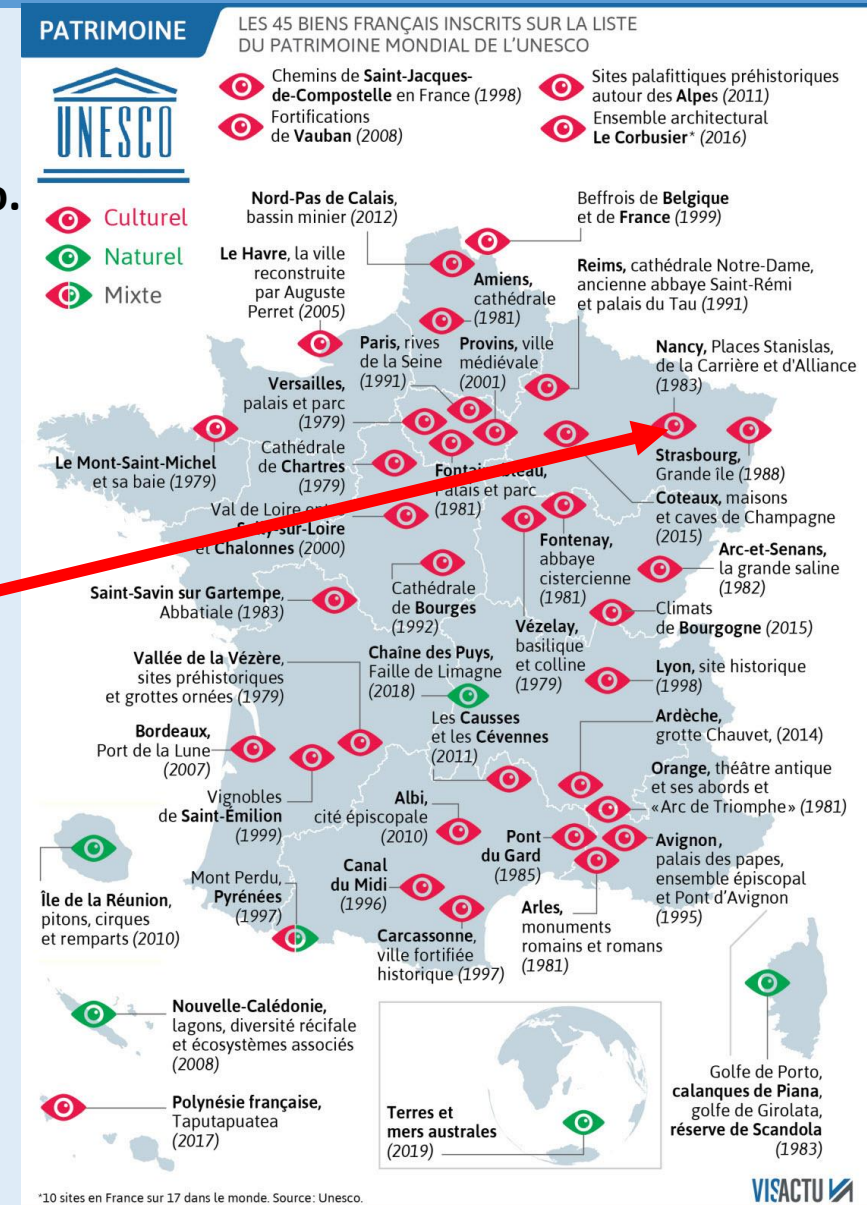 PATRIMOINE
LES 45 BIENS FRANÇAIS INSCRITS SUR LA LISTE
DU PATRIMOINE MONDIAL DE L'UNESCO
UNESCO
Chemins de Saint-Jacques-
de-Compostelle en France (1998)
Fortifications
de Vauban (2008)
Sites palafittiques préhistoriques
autour des Alpes (2011)
Ensemble architectural
Le Corbusier* (2016)
Culturel
Naturel
Mixte
Nord-Pas de Calais,
bassin minier (2012)
Beffrois de Belgique
et de France (1999)
Le Havre, la ville
reconstruite
par Auguste
Perret (2005)
Amiens,
cathédrale
(1981)
Reims, cathédrale Notre-Dame,
ancienne abbaye Saint-Rémi
et palais du Tau (1991)
Paris, rives
de la Seine
(1991)
Provins, ville
médiévale
(2001)
Nancy, Places Stanislas,
de la Carrière et d'Alliance
(1983)
Versailles,
palais et parc
(1979)
Le Mont-Saint-Michel
et sa baie (1979)
Cathédrale
de Chartres
(1979)
Fontainebleau,
Palais et parc
(1981)
Strasbourg,
Grande île (1988)
Coteaux, maisons
et caves de Champagne
(2015)
Val de Loire entre
Sully-sur-Loire
et Chalonnes (2000)
Fontenay,
abbaye
cistercienne
(1981)
Arc-et-Senans,
la grande saline
(1982)
Saint-Savin sur Gartempe,
Abbatiale (1983)
Cathédrale
de Bourges
(1992)
Climats
de Bourgogne (2015)
Vézelay,
basilique
et colline
(1979)
Vallée de la Vézère,
sites préhistoriques
et grottes ornées (1979)
Chaîne des Puys,
Faille de Limagne
(2018)
Lyon, site historique
(1998)
Bordeaux,
Port de la Lune
(2007)
Les Causses
et les Cévennes
(2011)
Ardèche,
grotte Chauvet, (2014)
Vignobles
de Saint-Émilion
(1999)
Albi,
cité épiscopale
(2010)
Orange, théâtre antique
et ses abords et
«Arc de Triomphe» (1981)
Pont
du Gard
(1985)
Avignon,
palais des papes,
ensemble épiscopal
et Pont d'Avignon
(1995)
Île de la Réunion,
pitons, cirques
et remparts (2010)
Mont Perdu,
Pyrénées
(1997)
Canal
du Midi
(1996)
Carcassonne,
ville fortifiée
historique (1997)
Arles,
monuments
romains et romans
(1981)
Nouvelle-Calédonie,
lagons, diversité récifale
et écosystèmes associés
(2008)
Polynésie française,
Taputapuatea
(2017)
Terres et
mers australes
(2019)
Golfe de Porto,
calanques de Piana,
golfe de Girolata,
réserve de Scandola
(1983)
*10 sites en France sur 17 dans le monde. Source: Unesco.
VISACTU